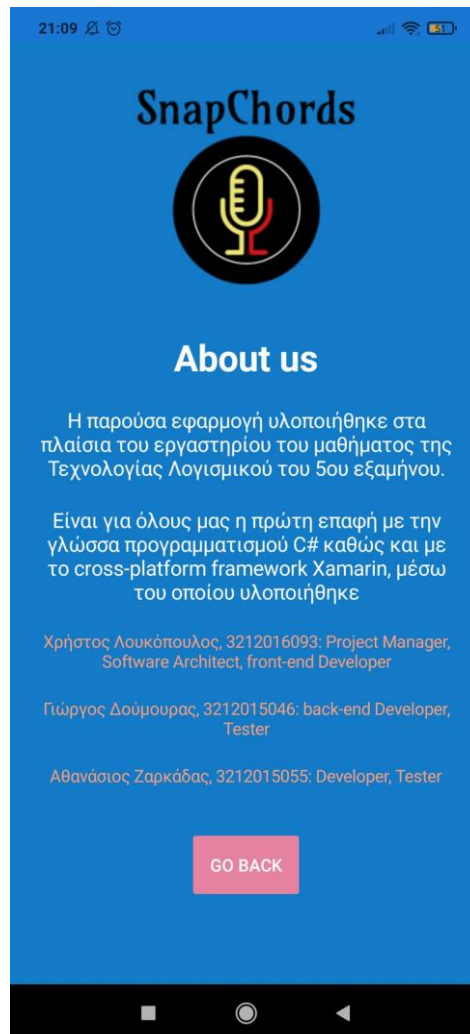 21:09
51
SnapChords
About us
Η παρούσα εφαρμογή υλοποιήθηκε στα
πλαίσια του εργαστηρίου του μαθήματος της
Τεχνολογίας Λογισμικού του 5ου εξαμήνου.
Είναι για όλους μας η πρώτη επαφή με την
γλώσσα προγραμματισμού C# καθώς και με
το cross-platform framework Xamarin, μέσω
του οποίου υλοποιήθηκε
Χρήστος Λουκόπουλος, 3212016093: Project Manager,
Software Architect, front-end Developer
Γιώργος Δούμουρας, 3212015046: back-end Developer,
Tester
Αθανάσιος Ζαρκάδας, 3212015055: Developer, Tester
GO BACK